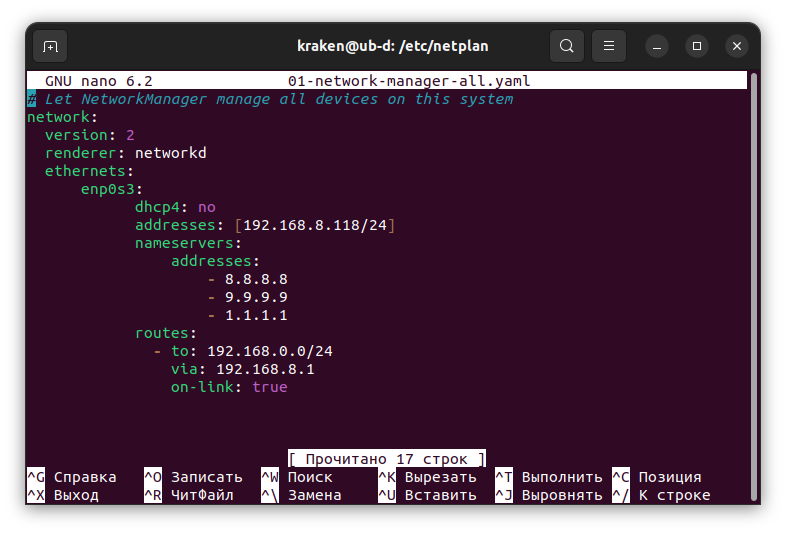 kraken@ub-d: /etc/netplan
GNU nano 6.2 01-network-manager-all.yaml
# Let NetworkManager manage all devices on this system
network:
  version: 2
  renderer: networkd
  ethernets:
      enp0s3:
            dhcp4: no
            addresses: [192.168.8.118/24]
            nameservers:
                addresses:
                    - 8.8.8.8
                    - 9.9.9.9
                    - 1.1.1.1
            routes:
              - to: 192.168.0.0/24
                via: 192.168.8.1
                on-link: true
[ Прочитано 17 строк ]
^G Справка ^O Записать ^W Поиск ^K Вырезать ^T Выполнить ^C Позиция
^X Выход ^R ЧитФайл ^\ Замена ^U Вставить ^J Выровнять ^/ К строке